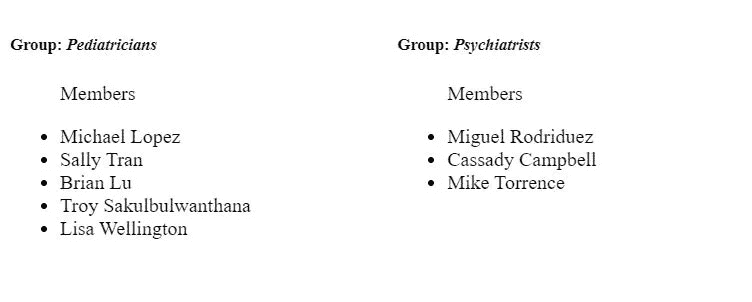 Group: Pediatricians
Members
Michael Lopez
Sally Tran
Brian Lu
Troy Sakulbulwanthana
Lisa Wellington
Group: Psychiatrists
Members
Miguel Rodriduez
Cassady Campbell
Mike Torrence